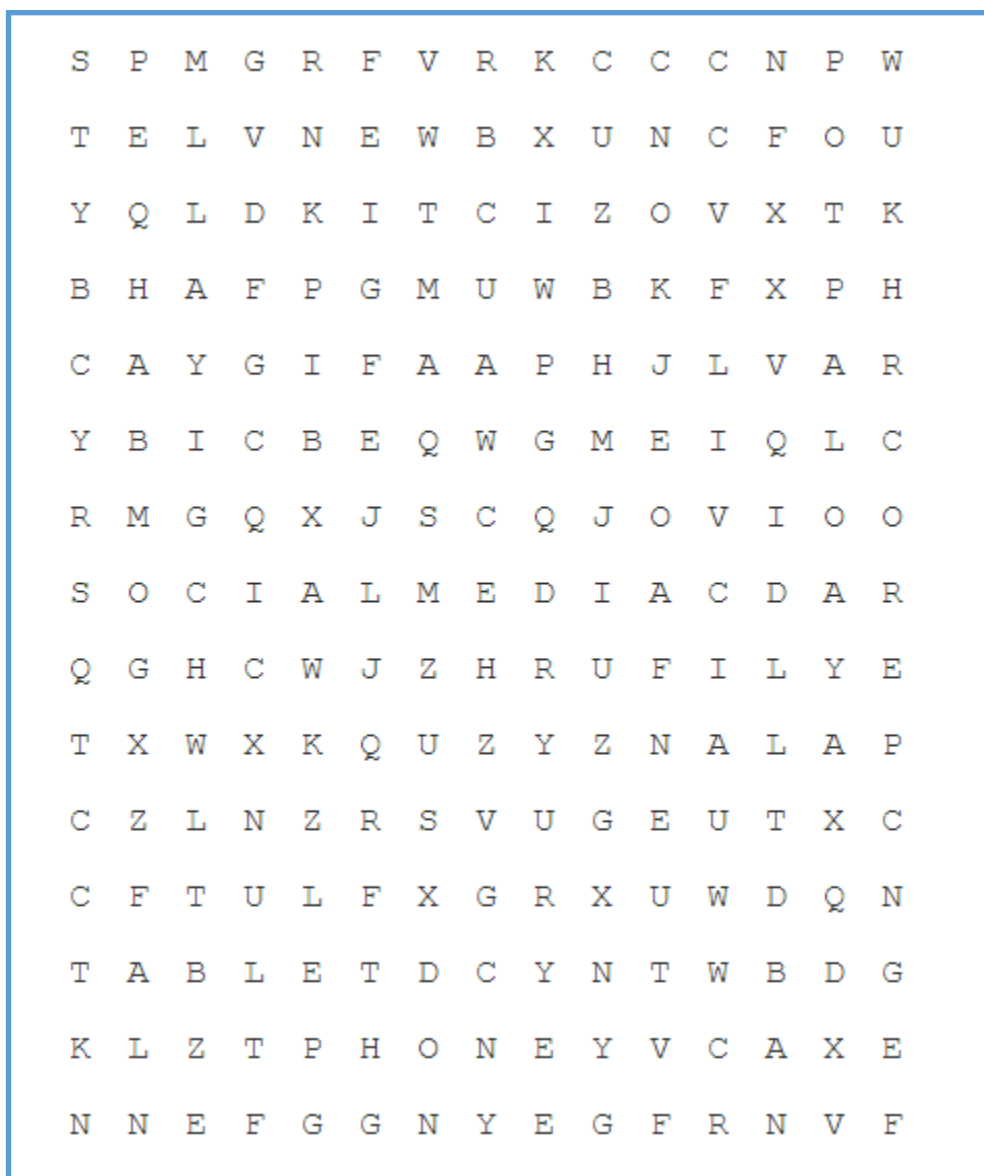 S P M G R F V R K C C C N P W
T E L V N E W B X U N C F O U
Y Q L D K I T C I Z O V X T K
B H A F P G M U W B K F X P H
C A Y G I F A A P H J L V A R
Y B I C B E Q W G M E I Q L C
R M G Q X J S C Q J O V I O O
S O C I A L M E D I A C D A R
Q G H C W J Z H R U F I L Y E
T X W X K Q U Z Y Z N A L A P
C Z L N Z R S V U G E U T X C
C F T U L F X G R X U W D Q N
T A B L E T D C Y N T W B D G
K L Z T P H O N E Y V C A X E
N N E F G G N Y E G F R N V F